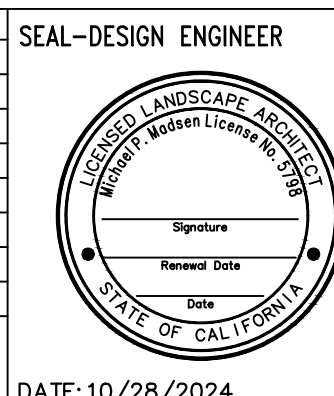 SEAL-DESIGN ENGINEER
LICENSED LANDSCAPE ARCHITECT
Michael P. Madsen License No. 5798
Signature
Renewal Date
Date
STATE OF CALIFORNIA
DATE: 10/28/2024